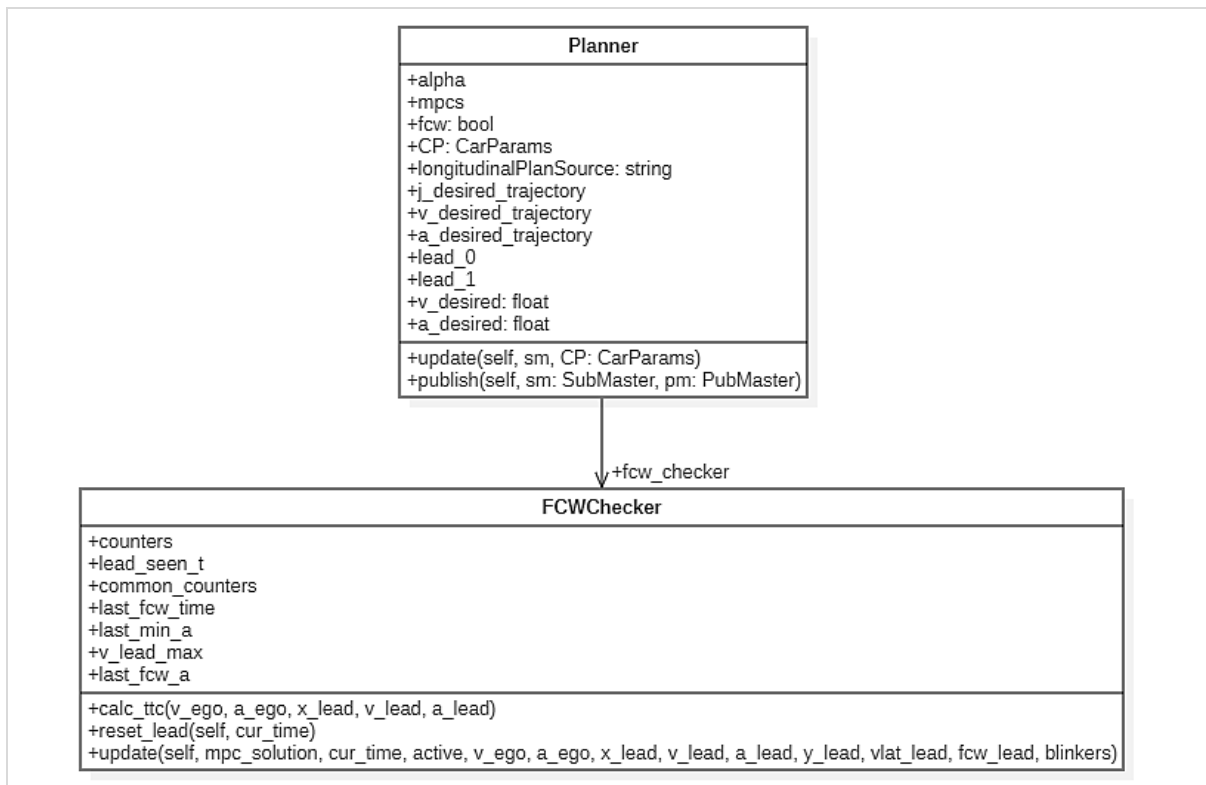 Planner
+alpha
+mpcs
+fcw: bool
+CP: CarParams
+longitudinalPlanSource: string
+j_desired_trajectory
+v_desired_trajectory
+a_desired_trajectory
+lead_0
+lead_1
+v_desired: float
+a_desired: float
+update(self, sm, CP: CarParams)
+publish(self, sm: SubMaster, pm: PubMaster)
+fcw_checker
FCWChecker
+counters
+lead_seen_t
+common_counters
+last_fcw_time
+last_min_a
+v_lead_max
+last_fcw_a
+calc_ttc(v_ego, a_ego, x_lead, v_lead, a_lead)
+reset_lead(self, cur_time)
+update(self, mpc_solution, cur_time, active, v_ego, a_ego, x_lead, v_lead, a_lead, y_lead, vlat_lead, fcw_lead, blinkers)